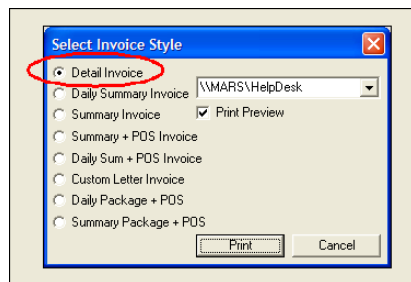 Select Invoice Style
Detail Invoice
Daily Summary Invoice
\\MARS\HelpDesk
Summary Invoice
Print Preview
Summary + POS Invoice
Daily Sum + POS Invoice
Custom Letter Invoice
Daily Package + POS
Summary Package + POS
Print
Cancel